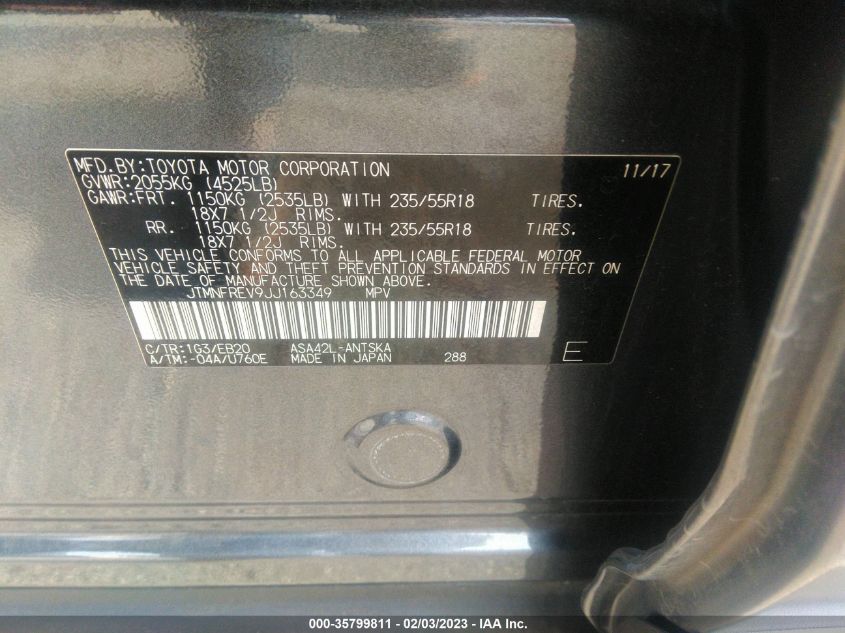 MFD.BY:TOYOTA MOTOR CORPORATION 11/17
GVWR:2055KG (4525LB)
GAWR:FRT. 1150KG (2535LB) WITH 235/55R18 TIRES.
18X7 1/2J RIMS.
RR. 1150KG (2535LB) WITH 235/55R18 TIRES.
18X7 1/2J RIMS.
THIS VEHICLE CONFORMS TO ALL APPLICABLE FEDERAL MOTOR
VEHICLE SAFETY AND THEFT PREVENTION STANDARDS IN EFFECT ON
THE DATE OF MANUFACTURE SHOWN ABOVE.
JTMNFREV9JJ163349 MPV
C/TR:1G3/EB20 ASA42L-ANTSKA
A/TM:-04A/U760E MADE IN JAPAN 288 E
000-35799811 - 02/03/2023 - © IAA Inc.